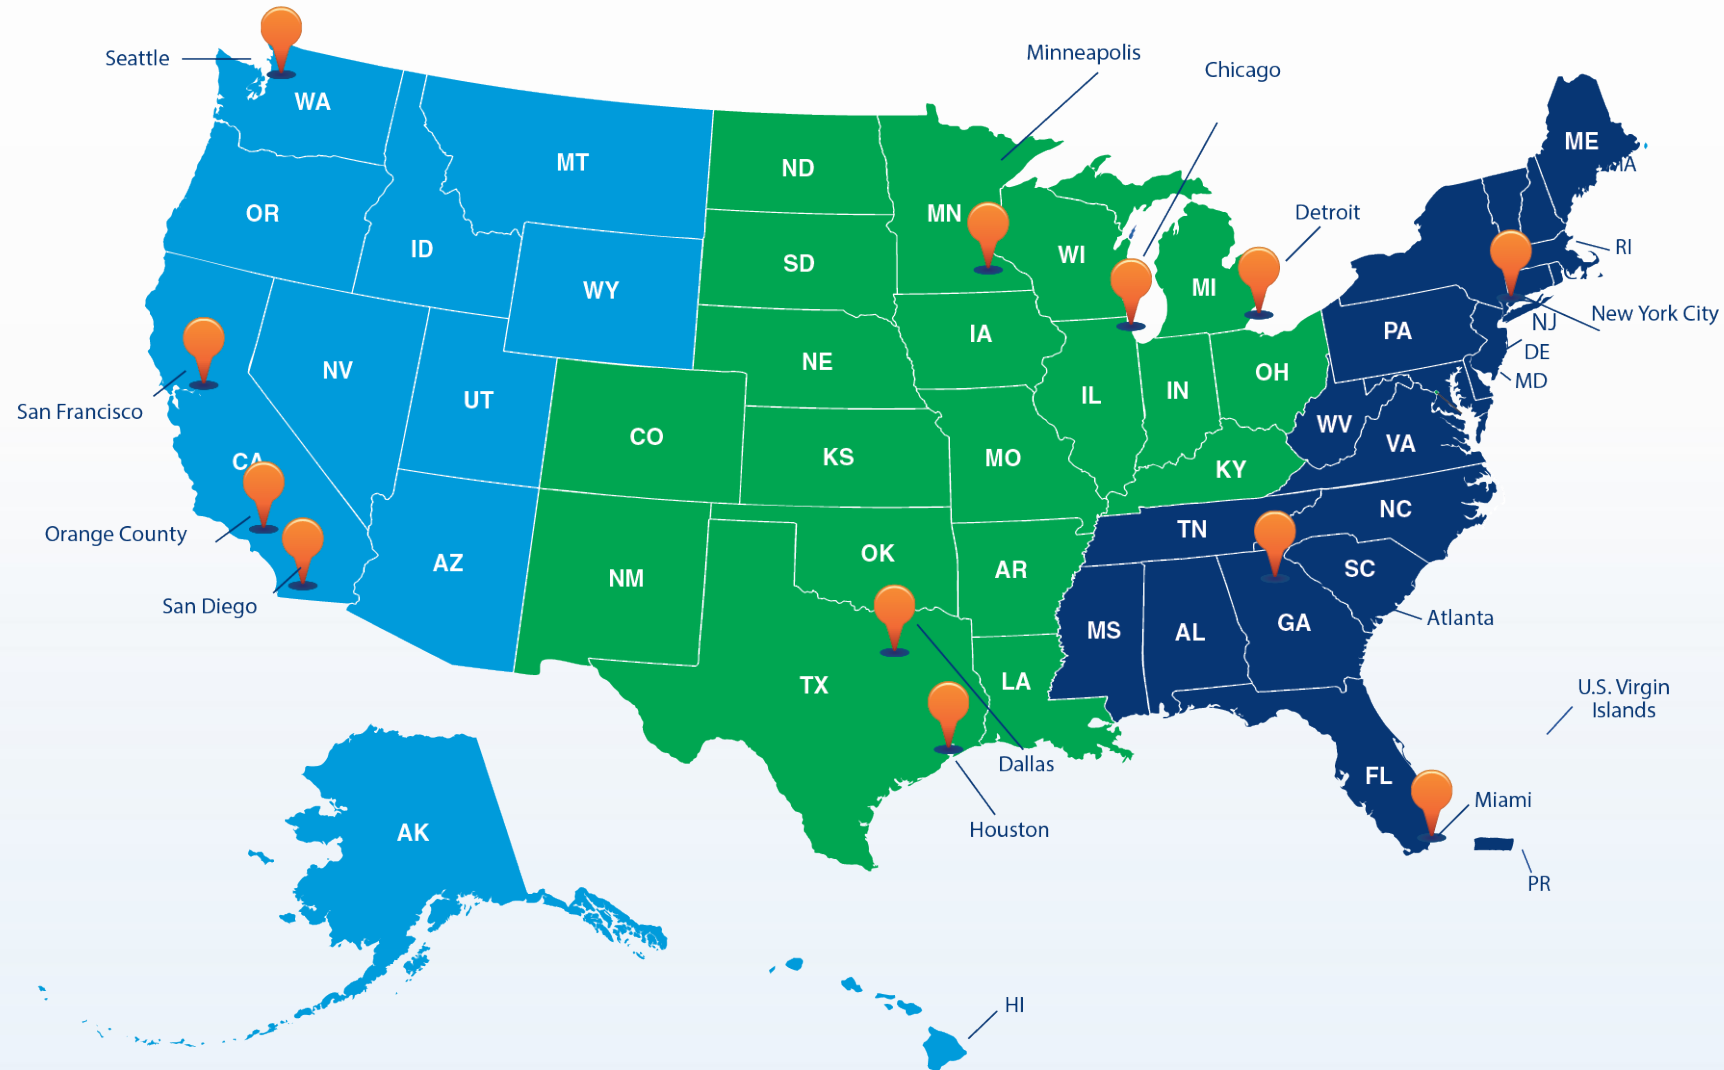 Seattle
Minneapolis
Chicago
WA
ME
MA
MT
ND
OR
MN
Detroit
ID
SD
WI
RI
WY
MI
IA
New York City
NJ
PA
DE
NV
NE
OH
MD
UT
IL
IN
San Francisco
CO
WV
VA
CA
KS
MO
KY
NC
TN
Orange County
AZ
OK
AR
SC
NM
San Diego
Atlanta
MS
AL
GA
TX
LA
U.S. Virgin
Islands
Dallas
FL
Miami
Houston
AK
PR
HI